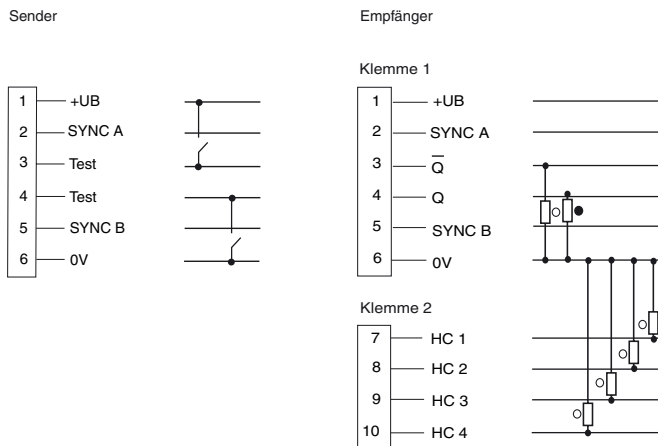 Sender
1 +UB
2 SYNC A
3 Test
4 Test
5 SYNC B
6 0V
Empfänger
Klemme 1
1 +UB
2 SYNC A
3 Q̅
4 Q
5 SYNC B
6 0V
Klemme 2
7 HC 1
8 HC 2
9 HC 3
10 HC 4